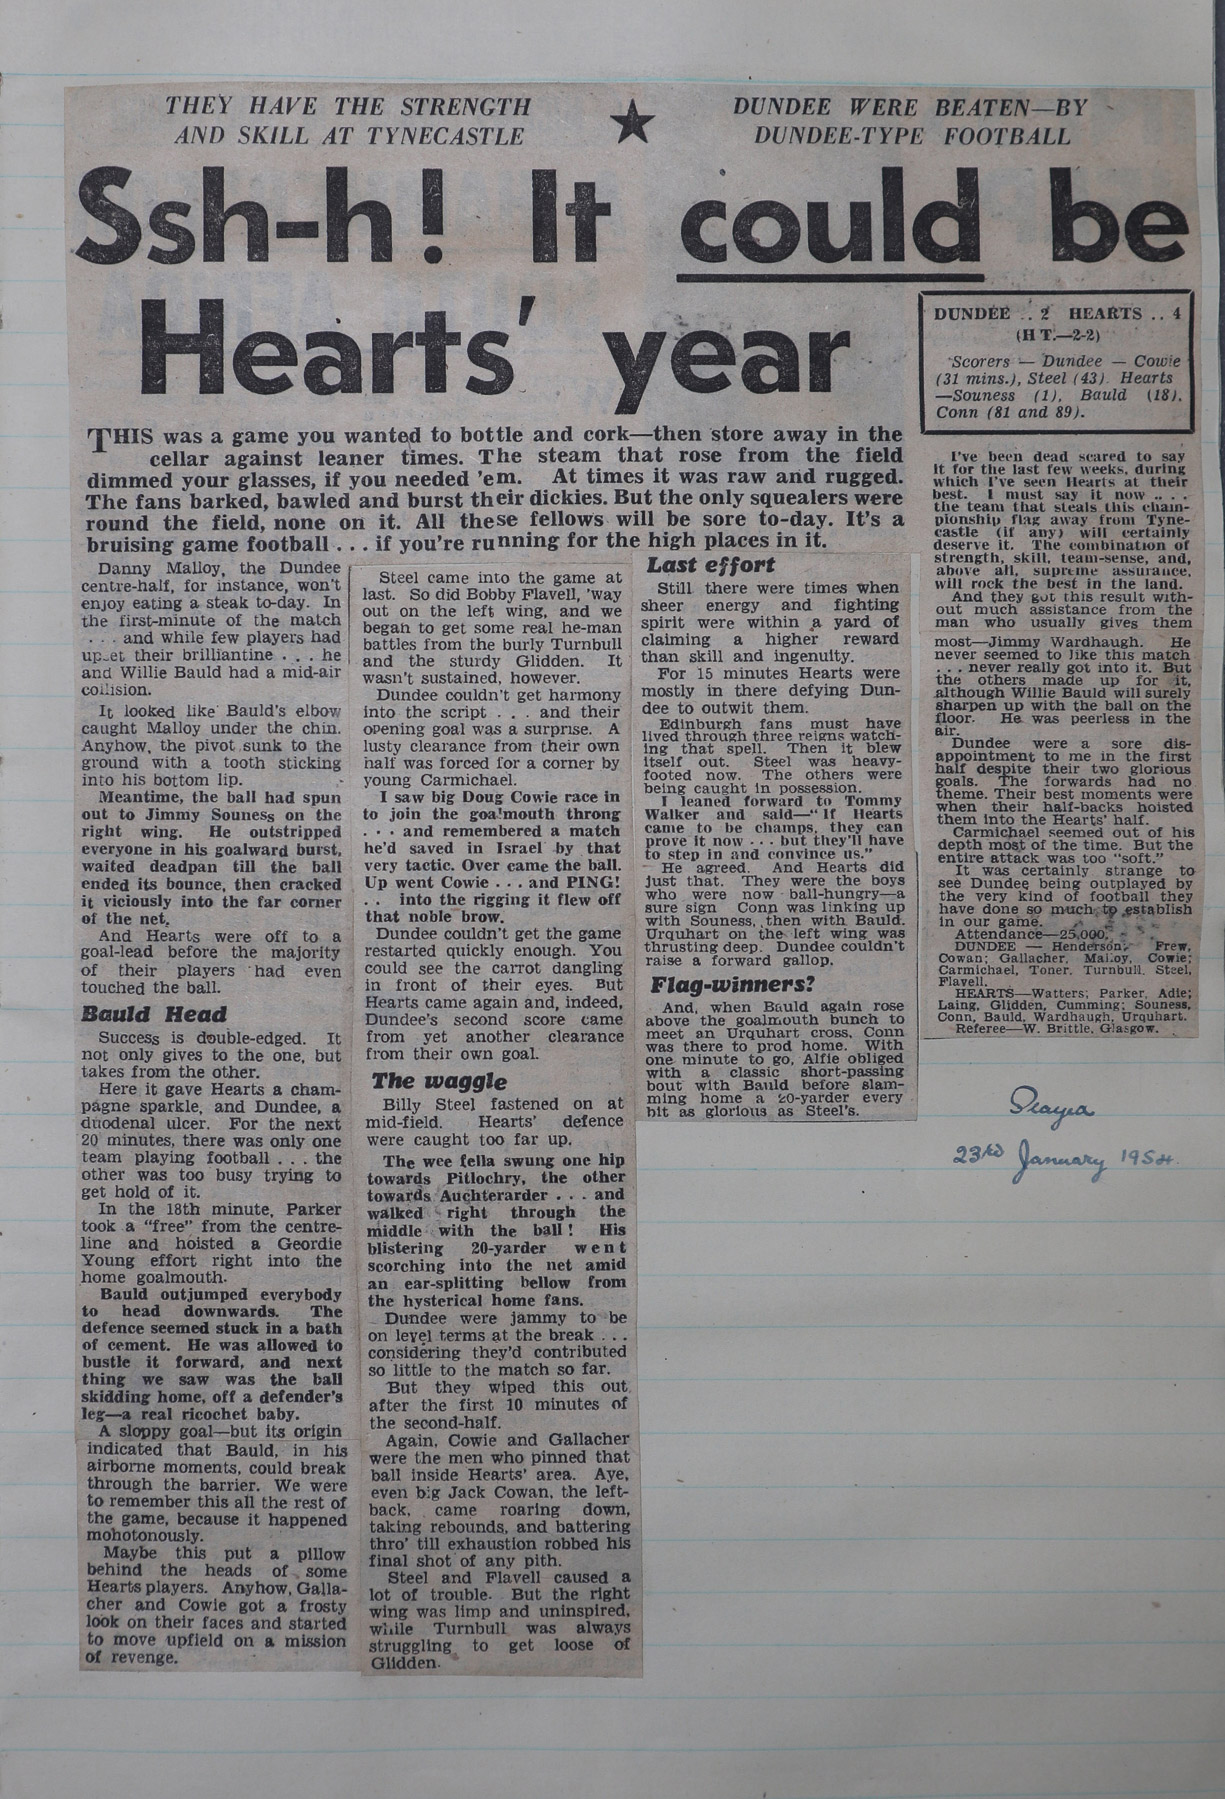 THEY HAVE THE STRENGTH
AND SKILL AT TYNECASTLE
DUNDEE WERE BEATEN—BY
DUNDEE-TYPE FOOTBALL
Ssh-h! It could be
Hearts' year
DUNDEE .. 2 HEARTS .. 4
(H T.—2-2)
Scorers — Dundee — Cowie
(31 mins.), Steel (43). Hearts
—Souness (1), Bauld (18),
Conn (81 and 89).
THIS was a game you wanted to bottle and cork—then store away in the
cellar against leaner times. The steam that rose from the field
dimmed your glasses, if you needed 'em. At times it was raw and rugged.
The fans barked, bawled and burst their dickies. But the only squealers were
round the field, none on it. All these fellows will be sore to-day. It's a
bruising game football . . . if you're running for the high places in it.
Danny Malloy, the Dundee
centre-half, for instance, won't
enjoy eating a steak to-day. In
the first-minute of the match
. . . and while few players had
upset their brilliantine . . . he
and Willie Bauld had a mid-air
collision.
It looked like Bauld's elbow
caught Malloy under the chin.
Anyhow, the pivot sunk to the
ground with a tooth sticking
into his bottom lip.
Meantime, the ball had spun
out to Jimmy Souness on the
right wing. He outstripped
everyone in his goalward burst,
waited deadpan till the ball
ended its bounce, then cracked
it viciously into the far corner
of the net.
And Hearts were off to a
goal-lead before the majority
of their players had even
touched the ball.
Bauld Head
Success is double-edged. It
not only gives to the one, but
takes from the other.
Here it gave Hearts a cham-
pagne sparkle, and Dundee, a
duodenal ulcer. For the next
20 minutes, there was only one
team playing football . . . the
other was too busy trying to
get hold of it.
In the 18th minute, Parker
took a "free" from the centre-
line and hoisted a Geordie
Young effort right into the
home goalmouth.
Bauld outjumped everybody
to head downwards. The
defence seemed stuck in a bath
of cement. He was allowed to
bustle it forward, and next
thing we saw was the ball
skidding home, off a defender's
leg—a real ricochet baby.
A sloppy goal—but its origin
indicated that Bauld, in his
airborne moments, could break
through the barrier. We were
to remember this all the rest of
the game, because it happened
mohotonously.
Maybe this put a pillow
behind the heads of some
Hearts players. Anyhow, Galla-
cher and Cowie got a frosty
look on their faces and started
to move upfield on a mission
of revenge.
Steel came into the game at
last. So did Bobby Flavell, 'way
out on the left wing, and we
began to get some real he-man
battles from the burly Turnbull
and the sturdy Glidden. It
wasn't sustained, however.
Dundee couldn't get harmony
into the script . . . and their
opening goal was a surprise. A
lusty clearance from their own
half was forced for a corner by
young Carmichael.
I saw big Doug Cowie race in
to join the goalmouth throng
. . . and remembered a match
he'd saved in Israel by that
very tactic. Over came the ball.
Up went Cowie . . . and PING!
. . into the rigging it flew off
that noble brow.
Dundee couldn't get the game
restarted quickly enough. You
could see the carrot dangling
in front of their eyes. But
Hearts came again and, indeed,
Dundee's second score came
from yet another clearance
from their own goal.
The waggle
Billy Steel fastened on at
mid-field. Hearts' defence
were caught too far up.
The wee fella swung one hip
towards Pitlochry, the other
towards Auchterarder . . . and
walked right through the
middle with the ball! His
blistering 20-yarder went
scorching into the net amid
an ear-splitting bellow from
the hysterical home fans.
Dundee were jammy to be
on level terms at the break . . .
considering they'd contributed
so little to the match so far.
But they wiped this out
after the first 10 minutes of
the second-half.
Again, Cowie and Gallacher
were the men who pinned that
ball inside Hearts' area. Aye,
even big Jack Cowan, the left-
back, came roaring down,
taking rebounds, and battering
thro' till exhaustion robbed his
final shot of any pith.
Steel and Flavell caused a
lot of trouble. But the right
wing was limp and uninspired,
while Turnbull was always
struggling to get loose of
Glidden.
Last effort
Still there were times when
sheer energy and fighting
spirit were within a yard of
claiming a higher reward
than skill and ingenuity.
For 15 minutes Hearts were
mostly in there defying Dun-
dee to outwit them.
Edinburgh fans must have
lived through three reigns watch-
ing that spell. Then it blew
itself out. Steel was heavy-
footed now. The others were
being caught in possession.
I leaned forward to Tommy
Walker and said—"If Hearts
came to be champs, they can
prove it now . . . but they'll have
to step in and convince us."
He agreed. And Hearts did
just that. They were the boys
who were now ball-hungry—a
sure sign Conn was linking up
with Souness, then with Bauld.
Urquhart on the left wing was
thrusting deep. Dundee couldn't
raise a forward gallop.
Flag-winners?
And, when Bauld again rose
above the goalmouth bunch to
meet an Urquhart cross, Conn
was there to prod home. With
one minute to go, Alfie obliged
with a classic short-passing
bout with Bauld before slam-
ming home a 20-yarder every
bit as glorious as Steel's.
I've been dead scared to say
it for the last few weeks, during
which I've seen Hearts at their
best. I must say it now . . . .
the team that steals this cham-
pionship flag away from Tyne-
castle (if any) will certainly
deserve it. The combination of
strength, skill, team-sense, and,
above all, supreme assurance,
will rock the best in the land.
And they got this result with-
out much assistance from the
man who usually gives them
most—Jimmy Wardhaugh. He
never seemed to like this match
. . . never really got into it. But
the others made up for it,
although Willie Bauld will surely
sharpen up with the ball on the
floor. He was peerless in the
air.
Dundee were a sore dis-
appointment to me in the first
half despite their two glorious
goals. The forwards had no
theme. Their best moments were
when their half-backs hoisted
them into the Hearts' half.
Carmichael seemed out of his
depth most of the time. But the
entire attack was too "soft."
It was certainly strange to
see Dundee being outplayed by
the very kind of football they
have done so much to establish
in our game.
Attendance—25,000.
DUNDEE — Henderson; Frew,
Cowan; Gallacher, Malloy, Cowie;
Carmichael, Toner, Turnbull, Steel,
Flavell.
HEARTS—Watters; Parker, Adie;
Laing, Glidden, Cumming; Souness,
Conn, Bauld, Wardhaugh, Urquhart.
Referee—W. Brittle, Glasgow.
Played
23rd January 1954.